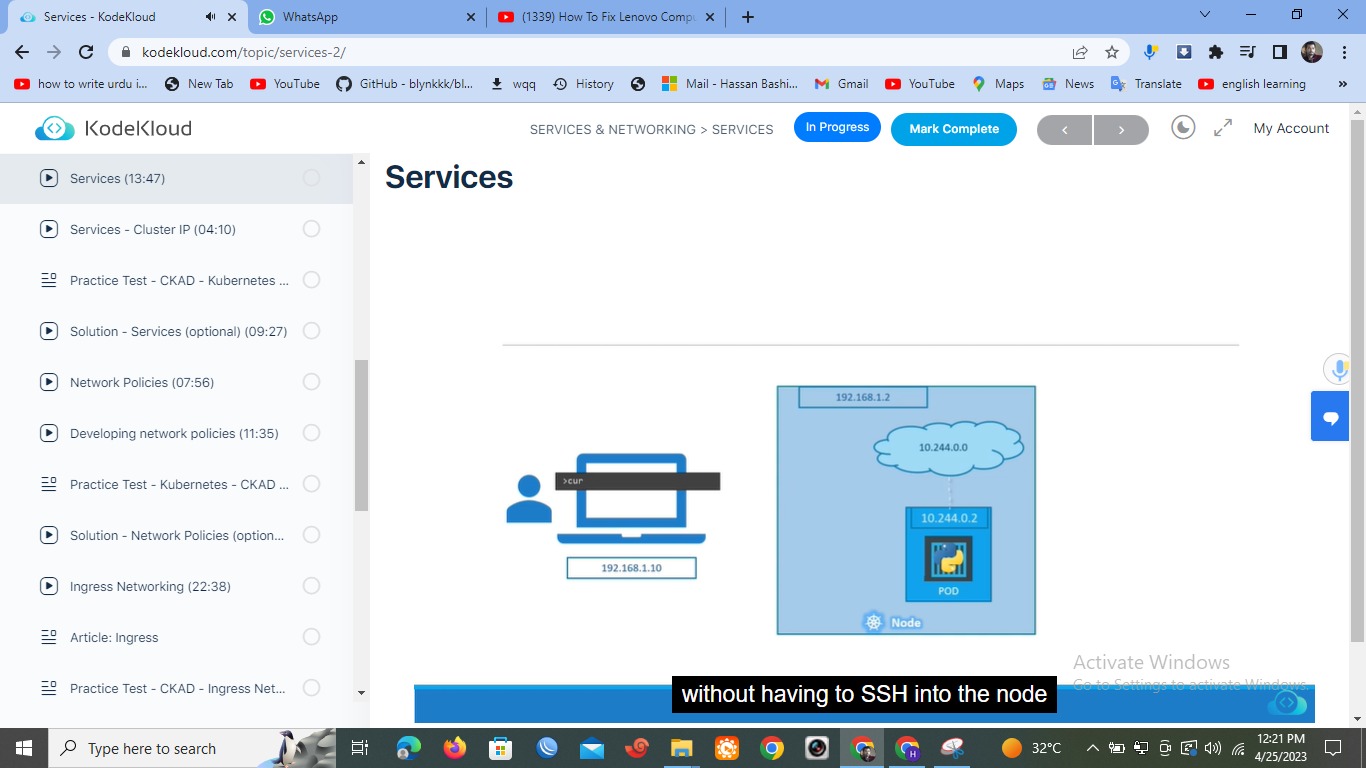 Services - KodeKloud
WhatsApp
(1339) How To Fix Lenovo Compu
kodekloud.com/topic/services-2/
how to write urdu i...
New Tab
YouTube
GitHub - blynkkk/bl...
wqq
History
Mail - Hassan Bashi...
Gmail
YouTube
Maps
News
Translate
english learning
»
KodeKloud
SERVICES & NETWORKING > SERVICES
In Progress
Mark Complete
<
>
My Account
Services (13:47)
Services - Cluster IP (04:10)
Practice Test - CKAD - Kubernetes ...
Solution - Services (optional) (09:27)
Network Policies (07:56)
Developing network policies (11:35)
Practice Test - Kubernetes - CKAD ...
Solution - Network Policies (option...
Ingress Networking (22:38)
Article: Ingress
Practice Test - CKAD - Ingress Net...
Services
192.168.1.2
10.244.0.0
>cur
10.244.0.2
192.168.1.10
POD
Node
Activate Windows
Go to Settings to activate Windows.
without having to SSH into the node
Type here to search
H
32°C
12:21 PM
4/25/2023